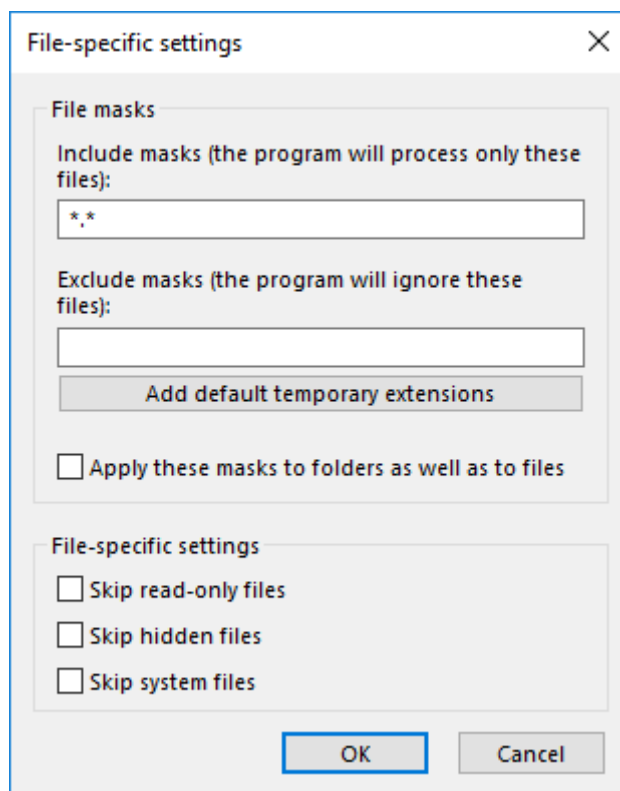 File-specific settings
File masks
Include masks (the program will process only these
files):
*.*
Exclude masks (the program will ignore these
files):
Add default temporary extensions
Apply these masks to folders as well as to files
File-specific settings
Skip read-only files
Skip hidden files
Skip system files
OK Cancel